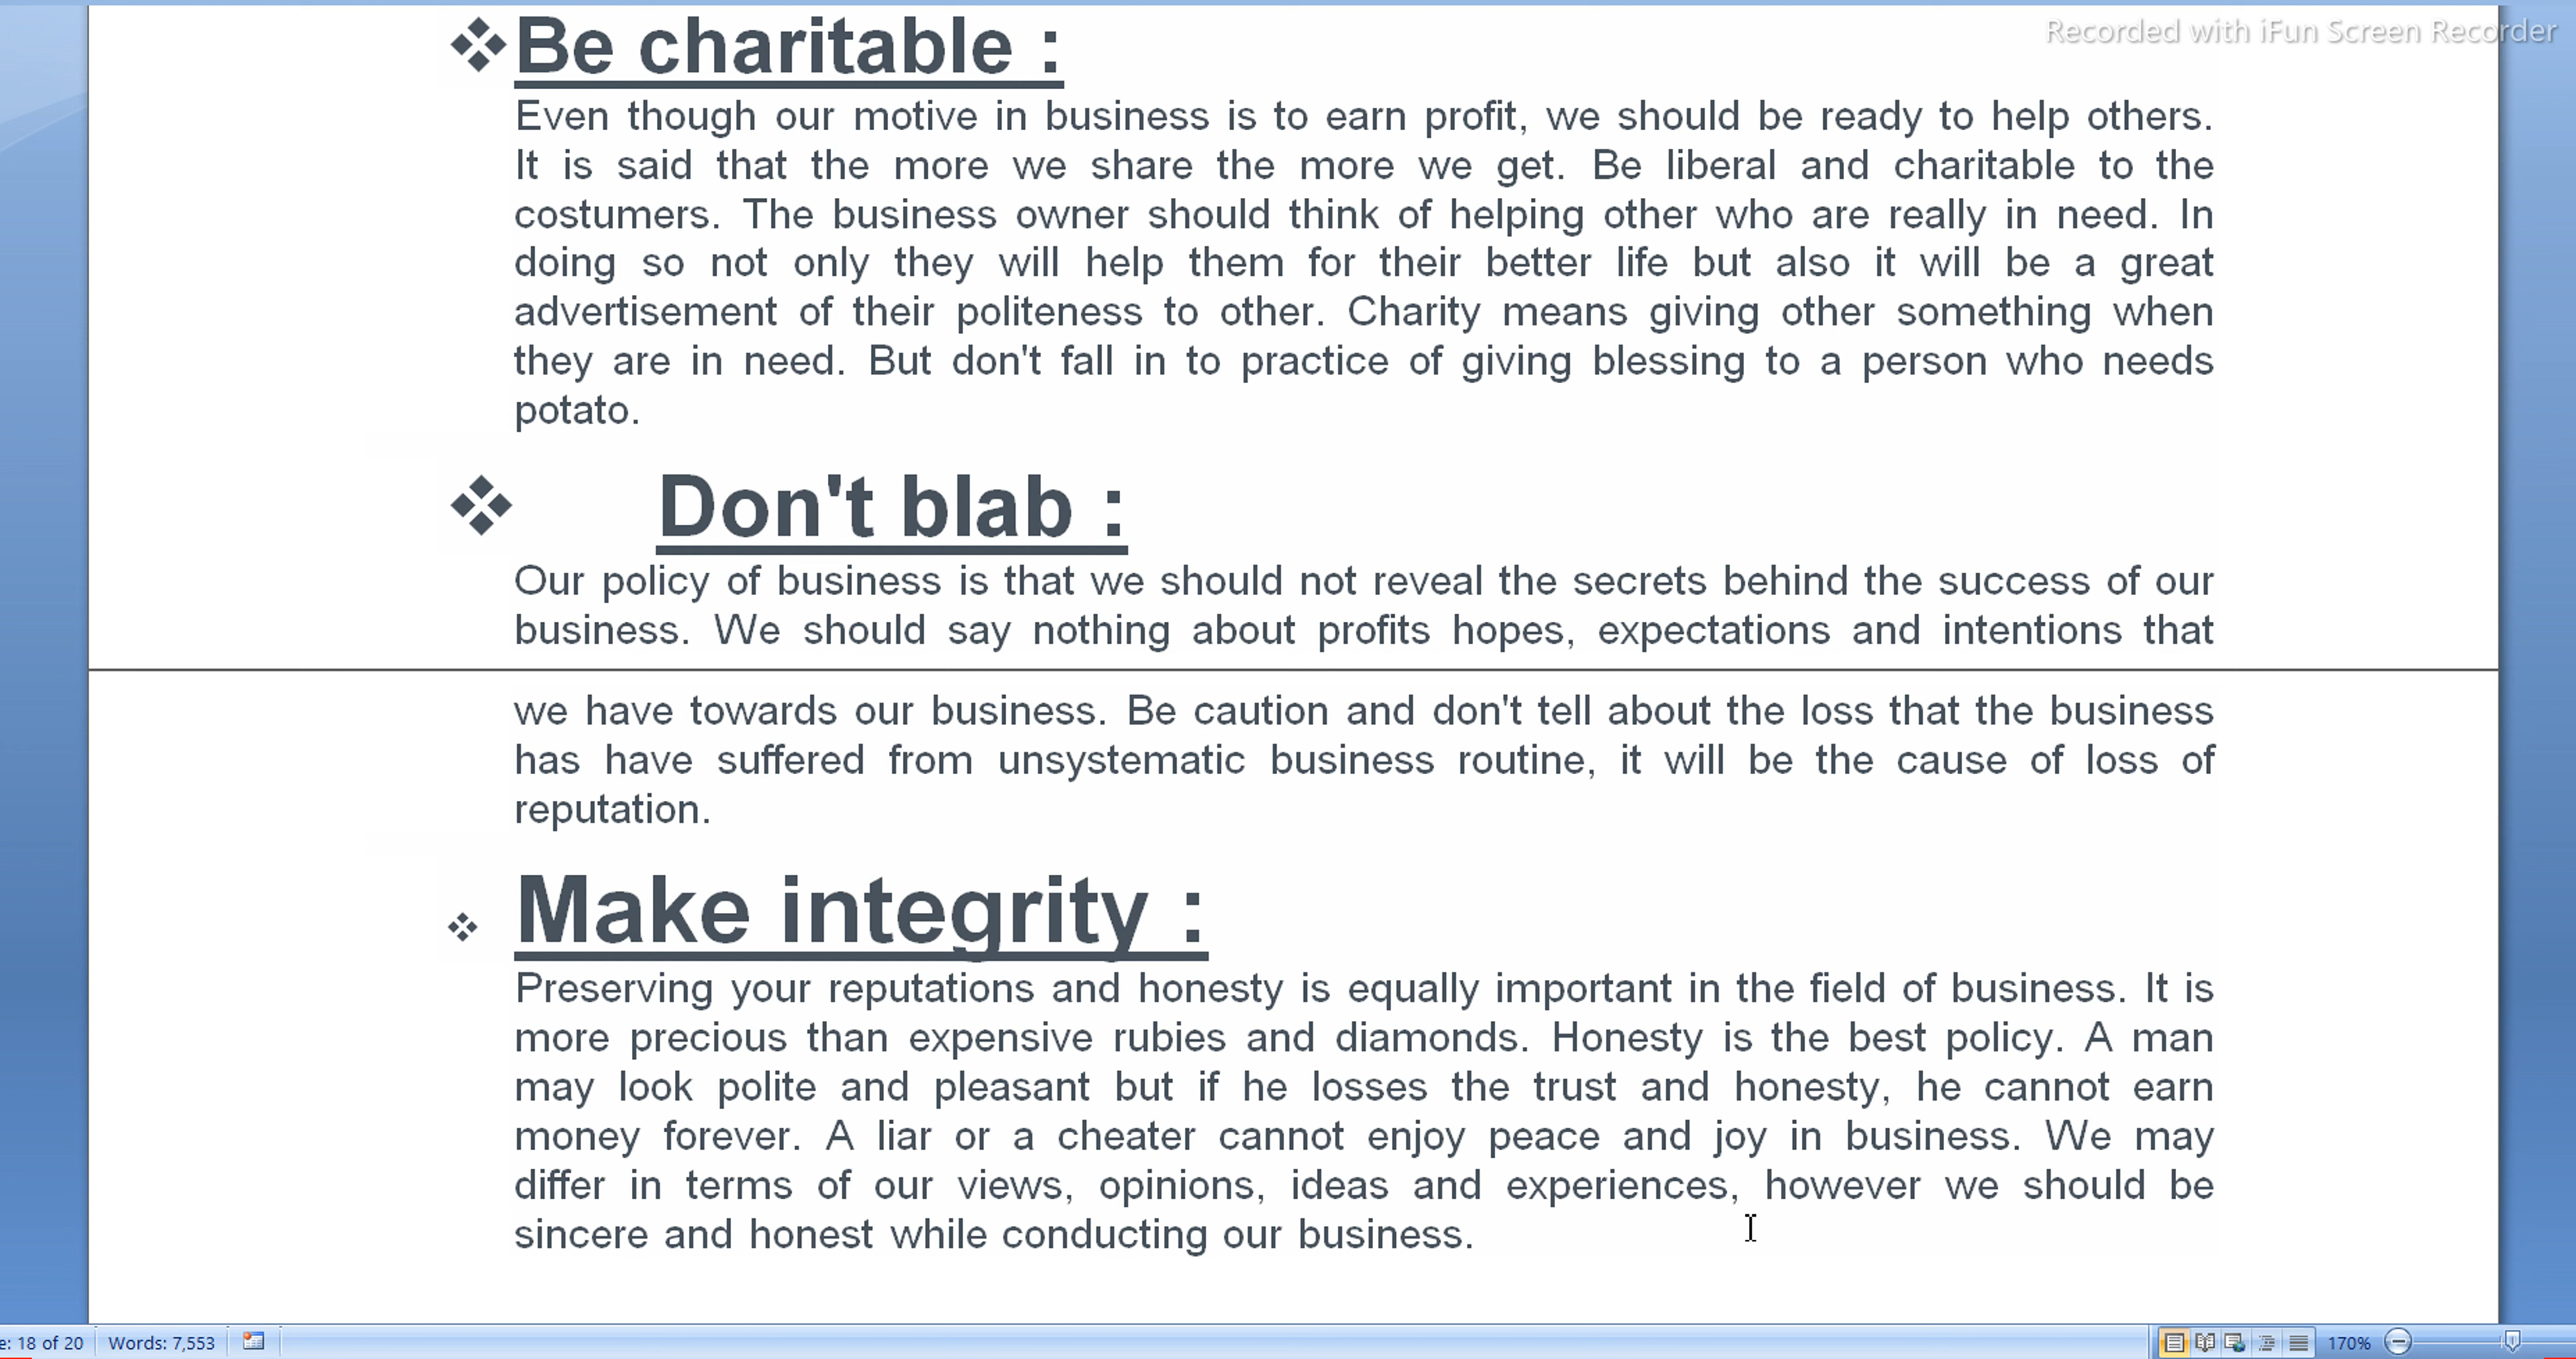 Recorded with iFun Screen Recorder
❖Be charitable :
Even though our motive in business is to earn profit, we should be ready to help others.
It is said that the more we share the more we get. Be liberal and charitable to the
costumers. The business owner should think of helping other who are really in need. In
doing so not only they will help them for their better life but also it will be a great
advertisement of their politeness to other. Charity means giving other something when
they are in need. But don't fall in to practice of giving blessing to a person who needs
potato.
❖ Don't blab :
Our policy of business is that we should not reveal the secrets behind the success of our
business. We should say nothing about profits hopes, expectations and intentions that
we have towards our business. Be caution and don't tell about the loss that the business
has have suffered from unsystematic business routine, it will be the cause of loss of
reputation.
❖ Make integrity :
Preserving your reputations and honesty is equally important in the field of business. It is
more precious than expensive rubies and diamonds. Honesty is the best policy. A man
may look polite and pleasant but if he losses the trust and honesty, he cannot earn
money forever. A liar or a cheater cannot enjoy peace and joy in business. We may
differ in terms of our views, opinions, ideas and experiences, however we should be
sincere and honest while conducting our business.
e: 18 of 20 Words: 7,553 170%